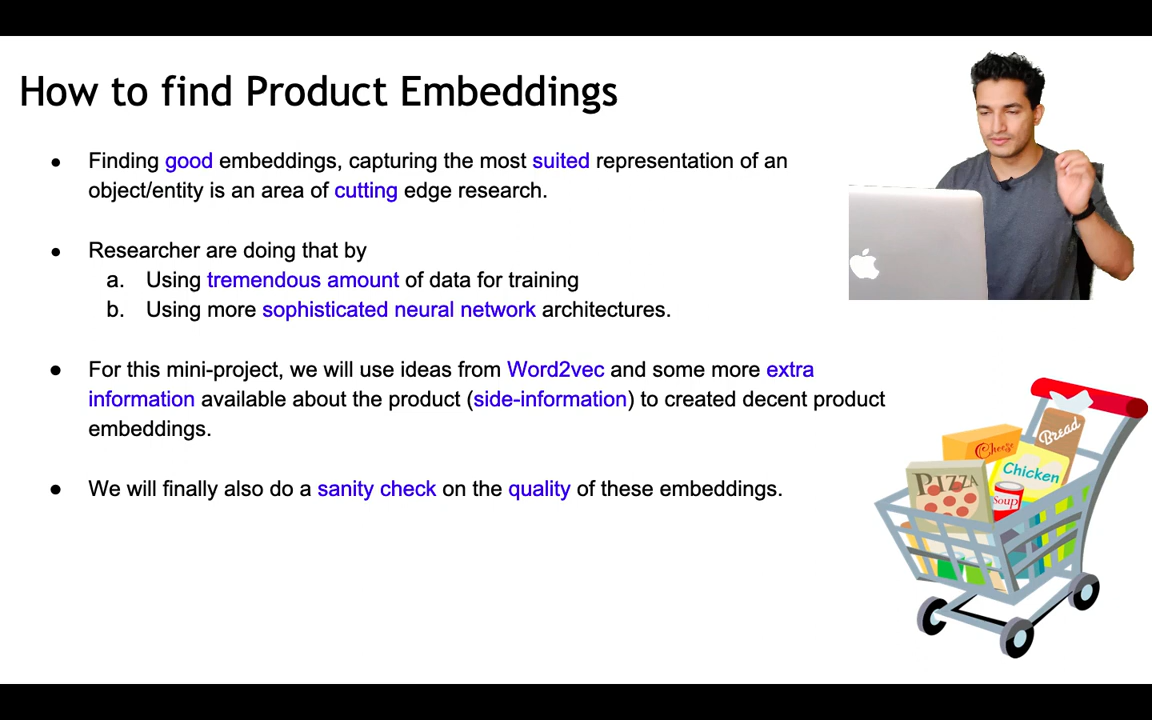 How to find Product Embeddings
● Finding good embeddings, capturing the most suited representation of an
object/entity is an area of cutting edge research.
● Researcher are doing that by
a. Using tremendous amount of data for training
b. Using more sophisticated neural network architectures.
● For this mini-project, we will use ideas from Word2vec and some more extra
information available about the product (side-information) to created decent product
embeddings.
● We will finally also do a sanity check on the quality of these embeddings.
Bread
Chicken
PIZZA
Soup